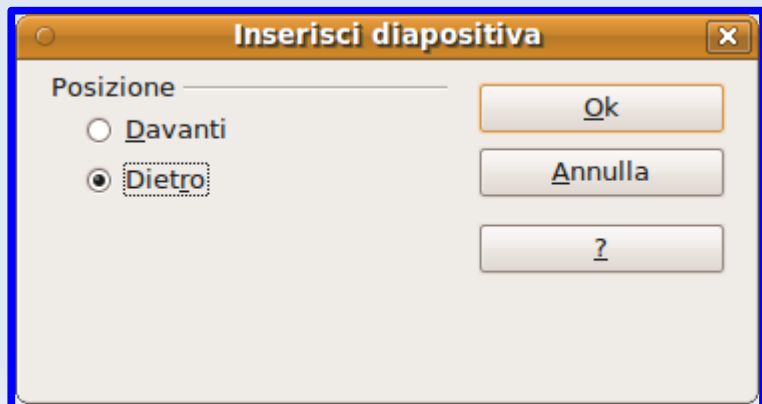 Inserisci diapositiva
Posizione
Davanti
Dietro
Ok
Annulla
?